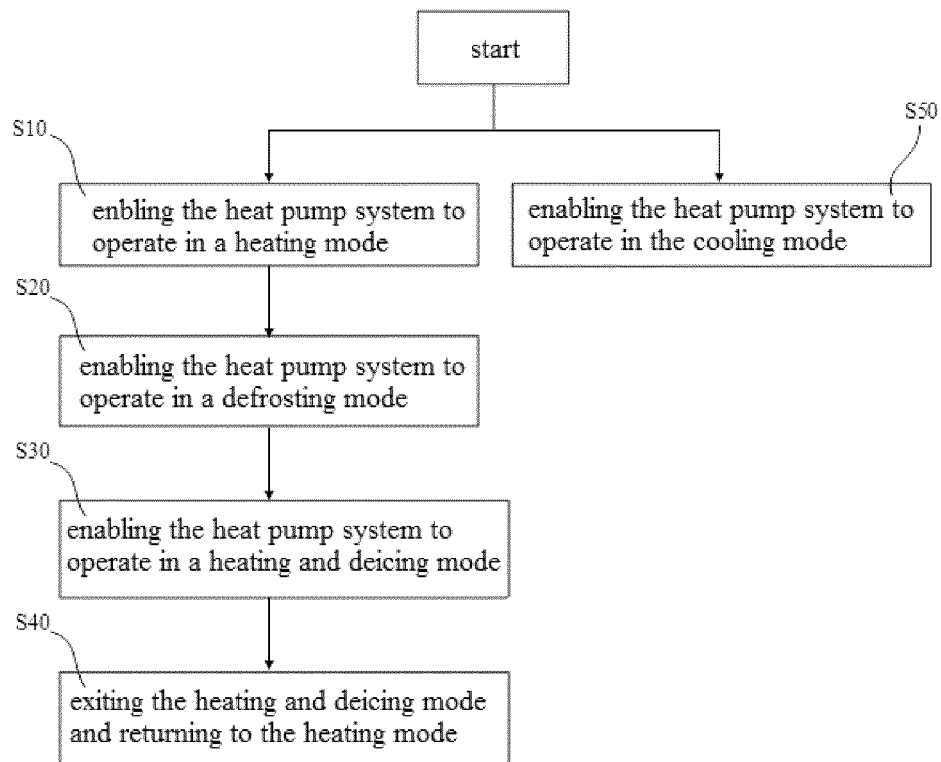 start
S10
S50
enbling the heat pump system to
operate in a heating mode
enabling the heat pump system to
operate in the cooling mode
S20
enabling the heat pump system to
operate in a defrosting mode
S30
enabling the heat pump system to
operate in a heating and deicing mode
S40
exiting the heating and deicing mode
and returning to the heating mode